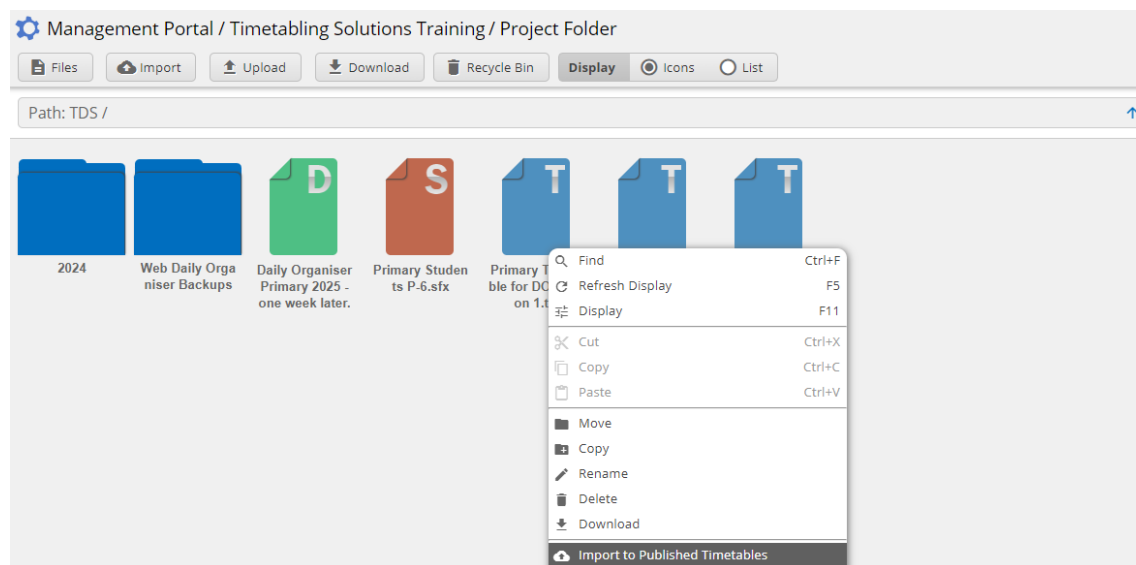 Management Portal / Timetabling Solutions Training / Project Folder
Files Import Upload Download Recycle Bin Display Icons List
Path: TDS /
D S T T T
2024
Web Daily Orga
niser Backups
Daily Organiser
Primary 2025 -
one week later.
Primary Studen
ts P-6.sfx
Primary T
ble for DO
on 1.t
Find Ctrl+F
Refresh Display F5
Display F11
Cut Ctrl+X
Copy Ctrl+C
Paste Ctrl+V
Move
Copy
Rename
Delete
Download
Import to Published Timetables